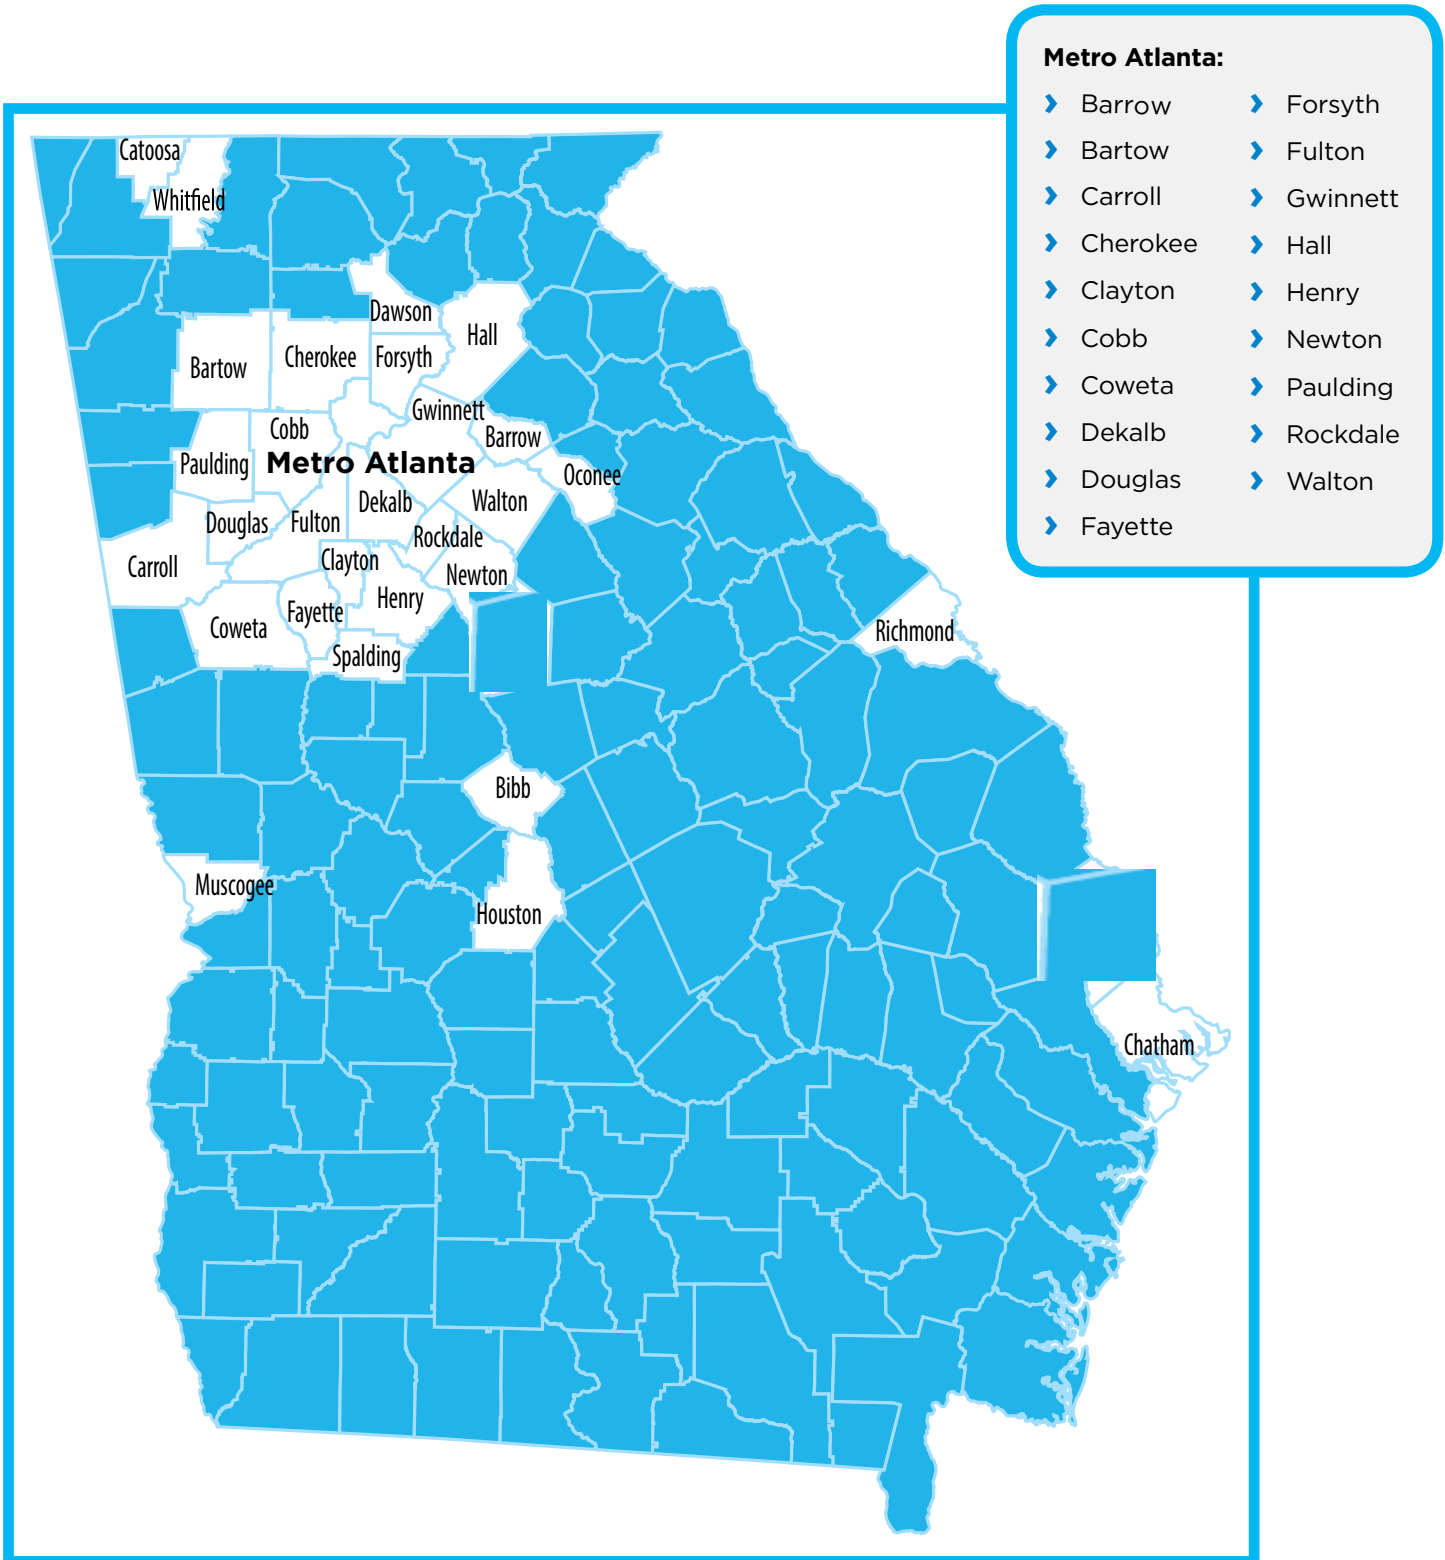 Metro Atlanta:
Barrow
Bartow
Carroll
Cherokee
Clayton
Cobb
Coweta
Dekalb
Douglas
Fayette
Forsyth
Fulton
Gwinnett
Hall
Henry
Newton
Paulding
Rockdale
Walton
Catoosa
Whitfield
Dawson
Hall
Bartow
Cherokee
Forsyth
Gwinnett
Cobb
Barrow
Paulding
Metro Atlanta
Oconee
Dekalb
Walton
Douglas
Fulton
Rockdale
Clayton
Carroll
Newton
Henry
Fayette
Coweta
Richmond
Spalding
Bibb
Muscogee
Houston
Chatham